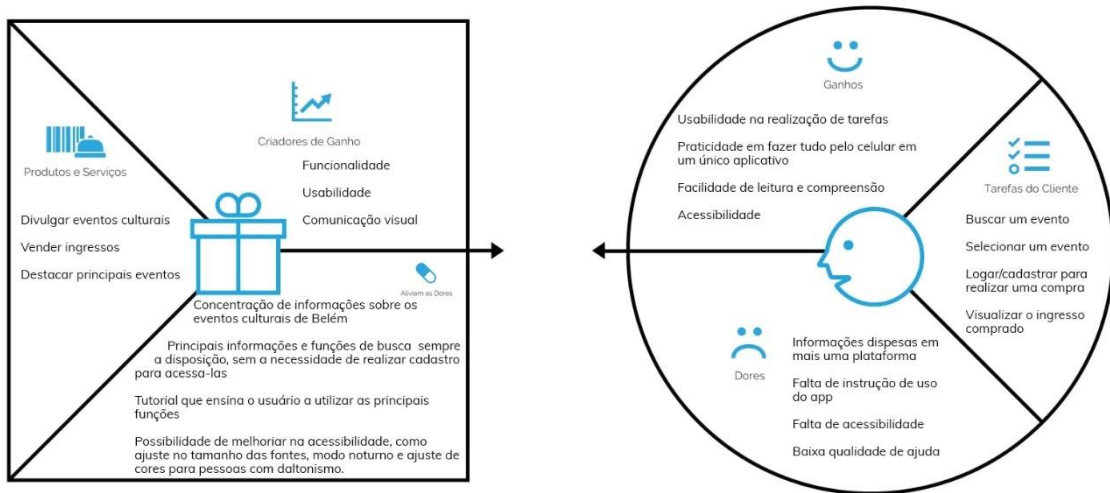 Produtos e Serviços
Divulgar eventos culturais
Vender ingressos
Destacar principais eventos
Criadores de Ganho
Funcionalidade
Usabilidade
Comunicação visual
Aliviam as Dores
Concentração de informações sobre os
eventos culturais de Belém
Principais informações e funções de busca sempre
a disposição, sem a necessidade de realizar cadastro
para acessa-las
Tutorial que ensina o usuário a utilizar as principais
funções
Possibilidade de melhoriar na acessibilidade, como
ajuste no tamanho das fontes, modo noturno e ajuste de
cores para pessoas com daltonismo.
Ganhos
Usabilidade na realização de tarefas
Praticidade em fazer tudo pelo celular em
um único aplicativo
Facilidade de leitura e compreensão
Acessibilidade
Tarefas do Cliente
Buscar um evento
Selecionar um evento
Logar/cadastrar para
realizar uma compra
Visualizar o ingresso
comprado
Dores
Informações dispesas em
mais uma plataforma
Falta de instrução de uso
do app
Falta de acessibilidade
Baixa qualidade de ajuda